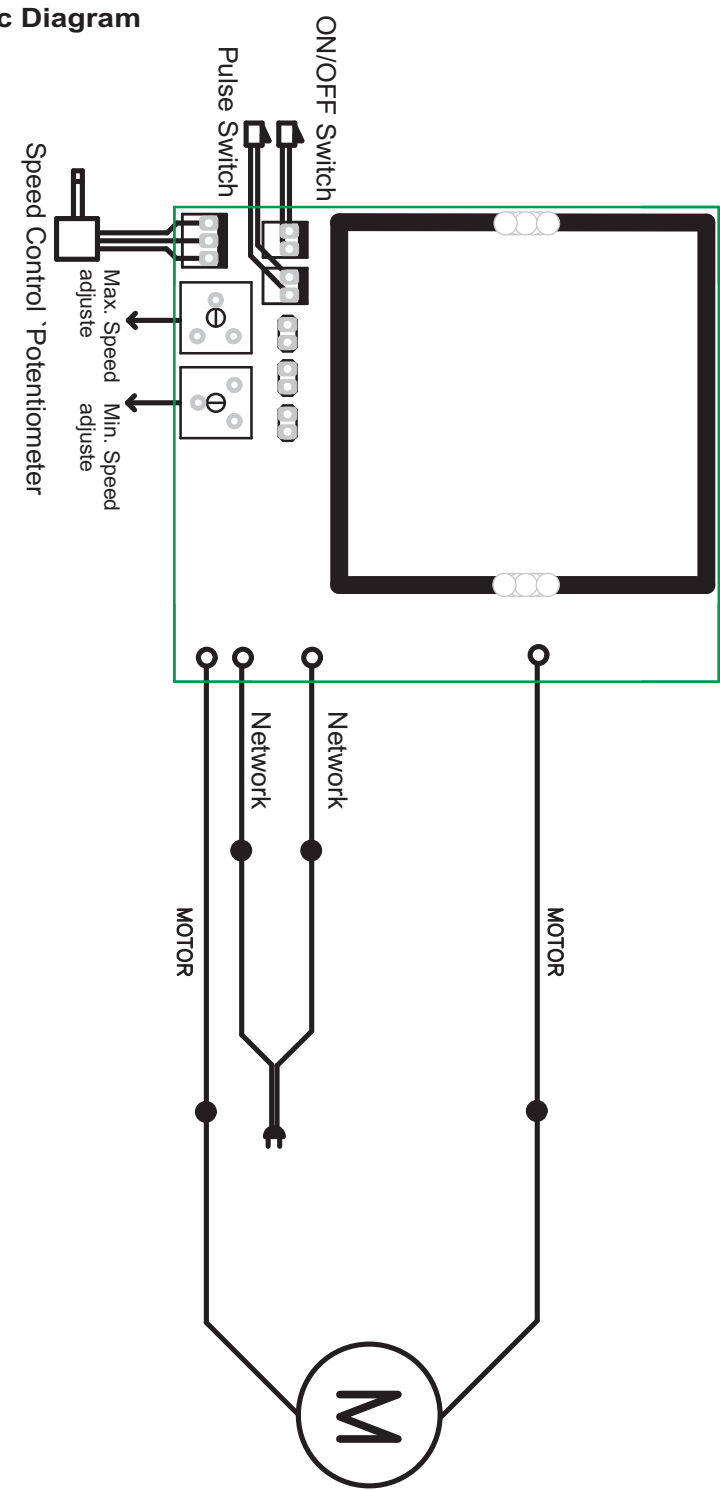 c Diagram
ON/OFF Switch
Pulse Switch
Speed Control `Potentiometer
Max. Speed
adjuste
Min. Speed
adjuste
Network
Network
MOTOR
MOTOR
M